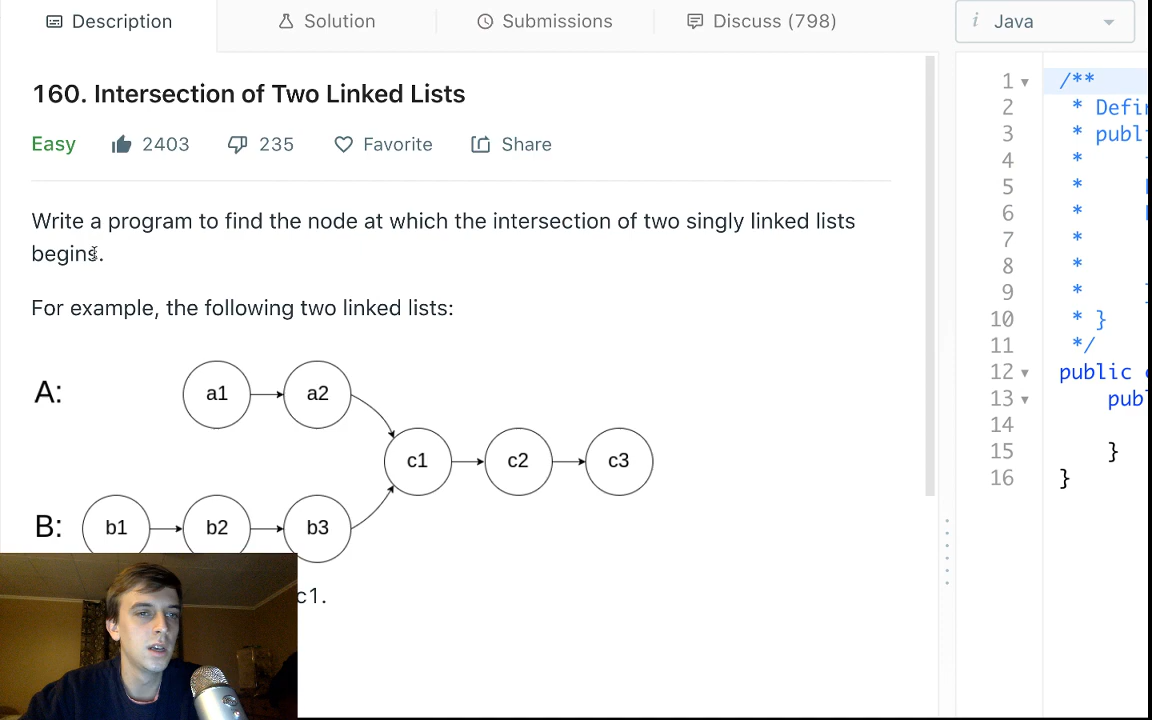 Description
Solution
Submissions
Discuss (798)
i Java
160. Intersection of Two Linked Lists
Easy
2403
235
Favorite
Share
Write a program to find the node at which the intersection of two singly linked lists
begins.
For example, the following two linked lists:
A:
a1
a2
c1
c2
c3
B:
b1
b2
b3
c1.
1 /**
2 *
3 *
4 *
5 *
6 *
7 *
8 *
9 *
10 * }
11 */
12 public
13
14
15 }
16 }